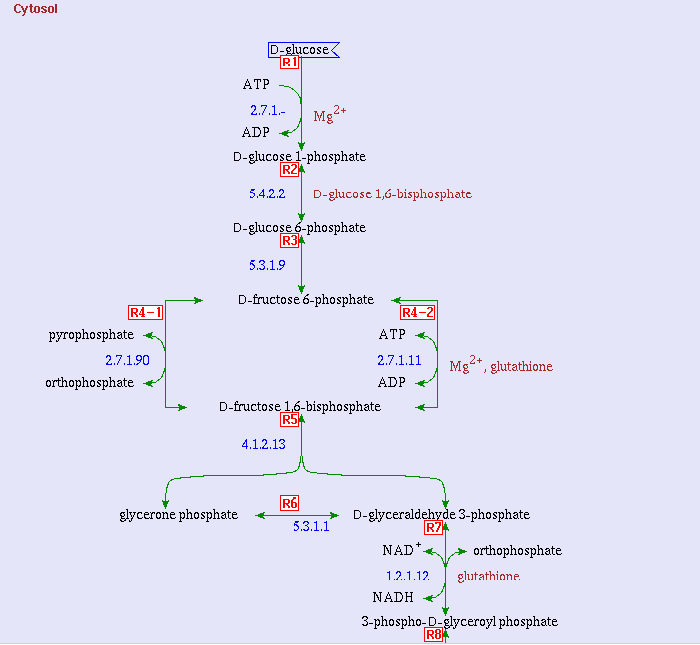 Cytosol
D-glucose
R1
ATP
2.7.1.-
Mg2+
ADP
D-glucose 1-phosphate
R2
5.4.2.2
D-glucose 1,6-bisphosphate
D-glucose 6-phosphate
R3
5.3.1.9
D-fructose 6-phosphate
R4-1
R4-2
pyrophosphate
ATP
2.7.1.90
2.7.1.11
Mg2+, glutathione
orthophosphate
ADP
D-fructose 1,6-bisphosphate
R5
4.1.2.13
R6
glycerone phosphate
D-glyceraldehyde 3-phosphate
5.3.1.1
R7
NAD+
orthophosphate
1.2.1.12
glutathione
NADH
3-phospho-D-glyceroyl phosphate
R8